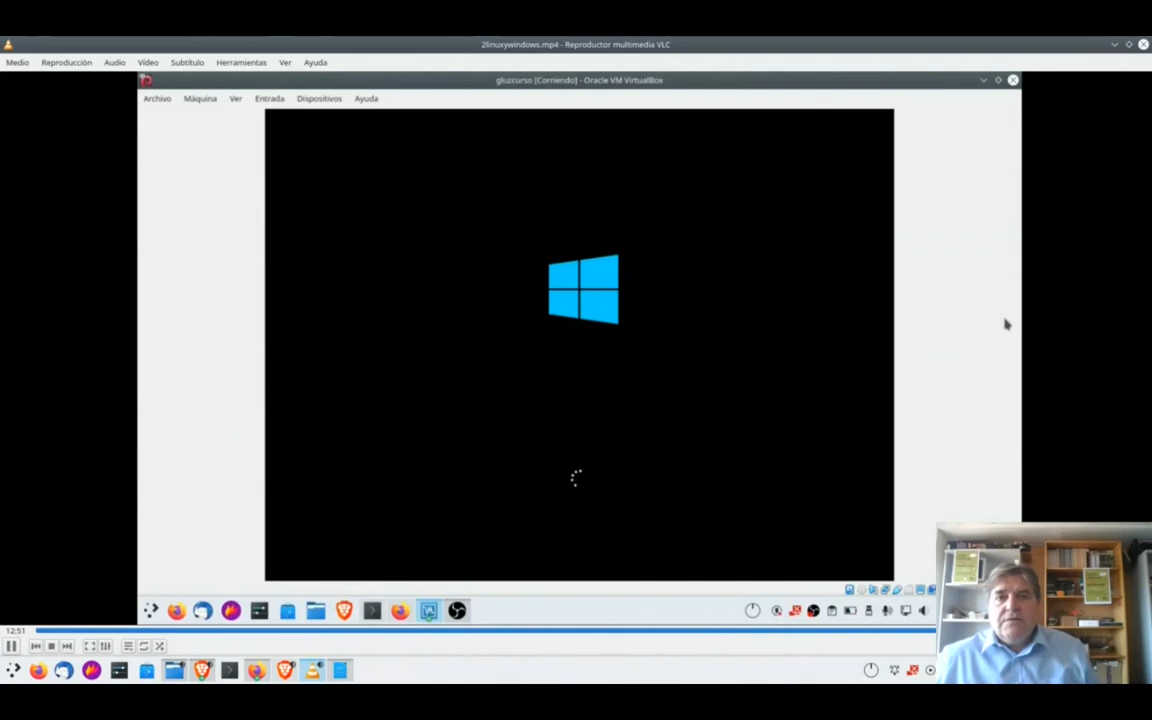 2linuxywindows.mp4 - Reproductor multimedia VLC
Medio Reproducción Audio Vídeo Subtítulo Herramientas Ver Ayuda
gluzcurso [Corriendo] - Oracle VM VirtualBox
Archivo Máquina Ver Entrada Dispositivos Ayuda
12:51